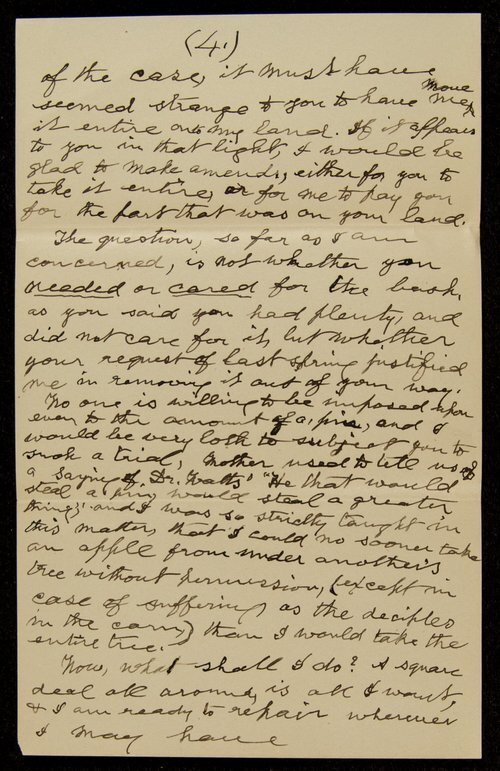 (4.)
of the case, it must have
seemed strange to you to have me move
it entire onto my land. If it appears
to you in that light, I would be
glad to make amends, either for you to
take it entire, or for me to pay you
for the part that was on your land.
The question, so far as I am
concerned, is not whether you
needed or cared for the bush,
as you said you had plenty, and
did not care for it, but whether
your request of last spring justified
me in removing it out of your way.
No one is willing to be imposed upon
even to the amount of a pin, and I
would be very loth to subject you to
such a trial, Mother used to tell us
a saying of Dr. Watts' "He that would
steal a pin, would steal a greater
thing;" and I was so strictly taught in
this matter, that I could no sooner take
an apple from under another's
tree without permission, (except in
case of suffering, as the deciples
in the corn,) than I would take the
entire tree.
Now, what shall I do? A square
deal all around, is all I want,
& I am ready to repair wherever
I may have